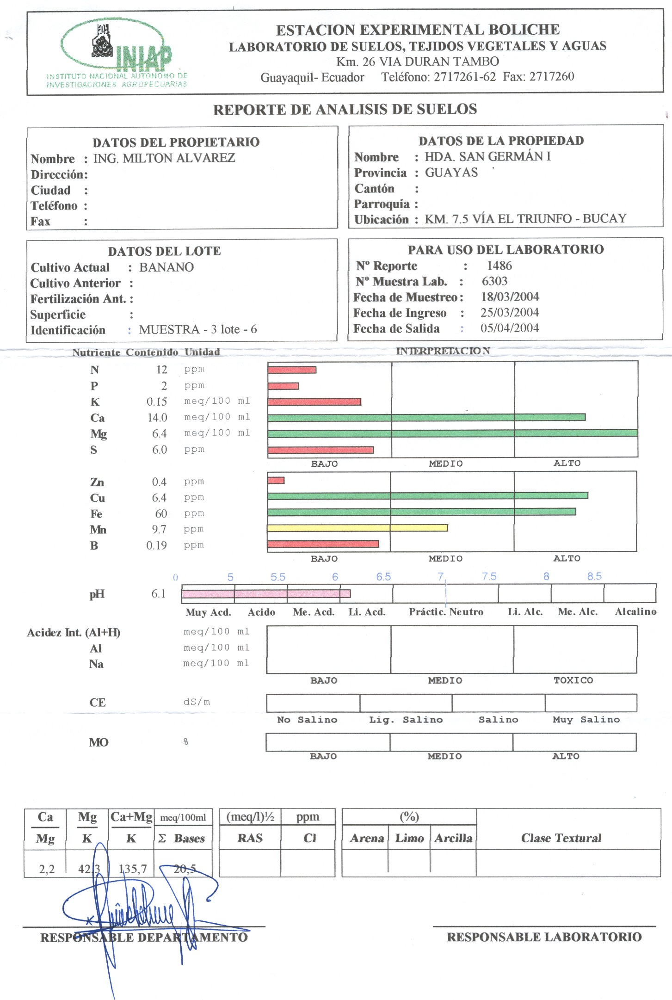 INIAP
INSTITUTO NACIONAL AUTONOMO DE
INVESTIGACIONES AGROPECUARIAS
ESTACION EXPERIMENTAL BOLICHE
LABORATORIO DE SUELOS, TEJIDOS VEGETALES Y AGUAS
Km. 26 VIA DURAN TAMBO
Guayaquil- Ecuador Teléfono: 2717261-62 Fax: 2717260
REPORTE DE ANALISIS DE SUELOS
DATOS DEL PROPIETARIO
Nombre : ING. MILTON ALVAREZ
Dirección:
Ciudad :
Teléfono :
Fax :
DATOS DE LA PROPIEDAD
Nombre : HDA. SAN GERMÁN I
Provincia : GUAYAS
Cantón :
Parroquía :
Ubicación : KM. 7.5 VÍA EL TRIUNFO - BUCAY
DATOS DEL LOTE
Cultivo Actual : BANANO
Cultivo Anterior :
Fertilización Ant. :
Superficie :
Identificación : MUESTRA - 3 lote - 6
PARA USO DEL LABORATORIO
Nº Reporte : 1486
Nº Muestra Lab. : 6303
Fecha de Muestreo : 18/03/2004
Fecha de Ingreso : 25/03/2004
Fecha de Salida : 05/04/2004
Nutriente Contenido Unidad INTERPRETACION
N 12 ppm
P 2 ppm
K 0.15 meq/100 ml
Ca 14.0 meq/100 ml
Mg 6.4 meq/100 ml
S 6.0 ppm
BAJO MEDIO ALTO
Zn 0.4 ppm
Cu 6.4 ppm
Fe 60 ppm
Mn 9.7 ppm
B 0.19 ppm
BAJO MEDIO ALTO
0 5 5.5 6 6.5 7 7.5 8 8.5
pH 6.1
Muy Acd. Acido Me. Acd. Li. Acd. Práctic. Neutro Li. Alc. Me. Alc. Alcalino
Acidez Int. (Al+H) meq/100 ml
Al meq/100 ml
Na meq/100 ml
BAJO MEDIO TOXICO
CE dS/m
No Salino Lig. Salino Salino Muy Salino
MO %
BAJO MEDIO ALTO
Ca Mg Ca+Mg meq/100ml (meq/l)½ ppm (%)
Mg K K Σ Bases RAS Cl Arena Limo Arcilla Clase Textural
2,2 42,3 135,7 20,5
RESPONSABLE DEPARTAMENTO RESPONSABLE LABORATORIO